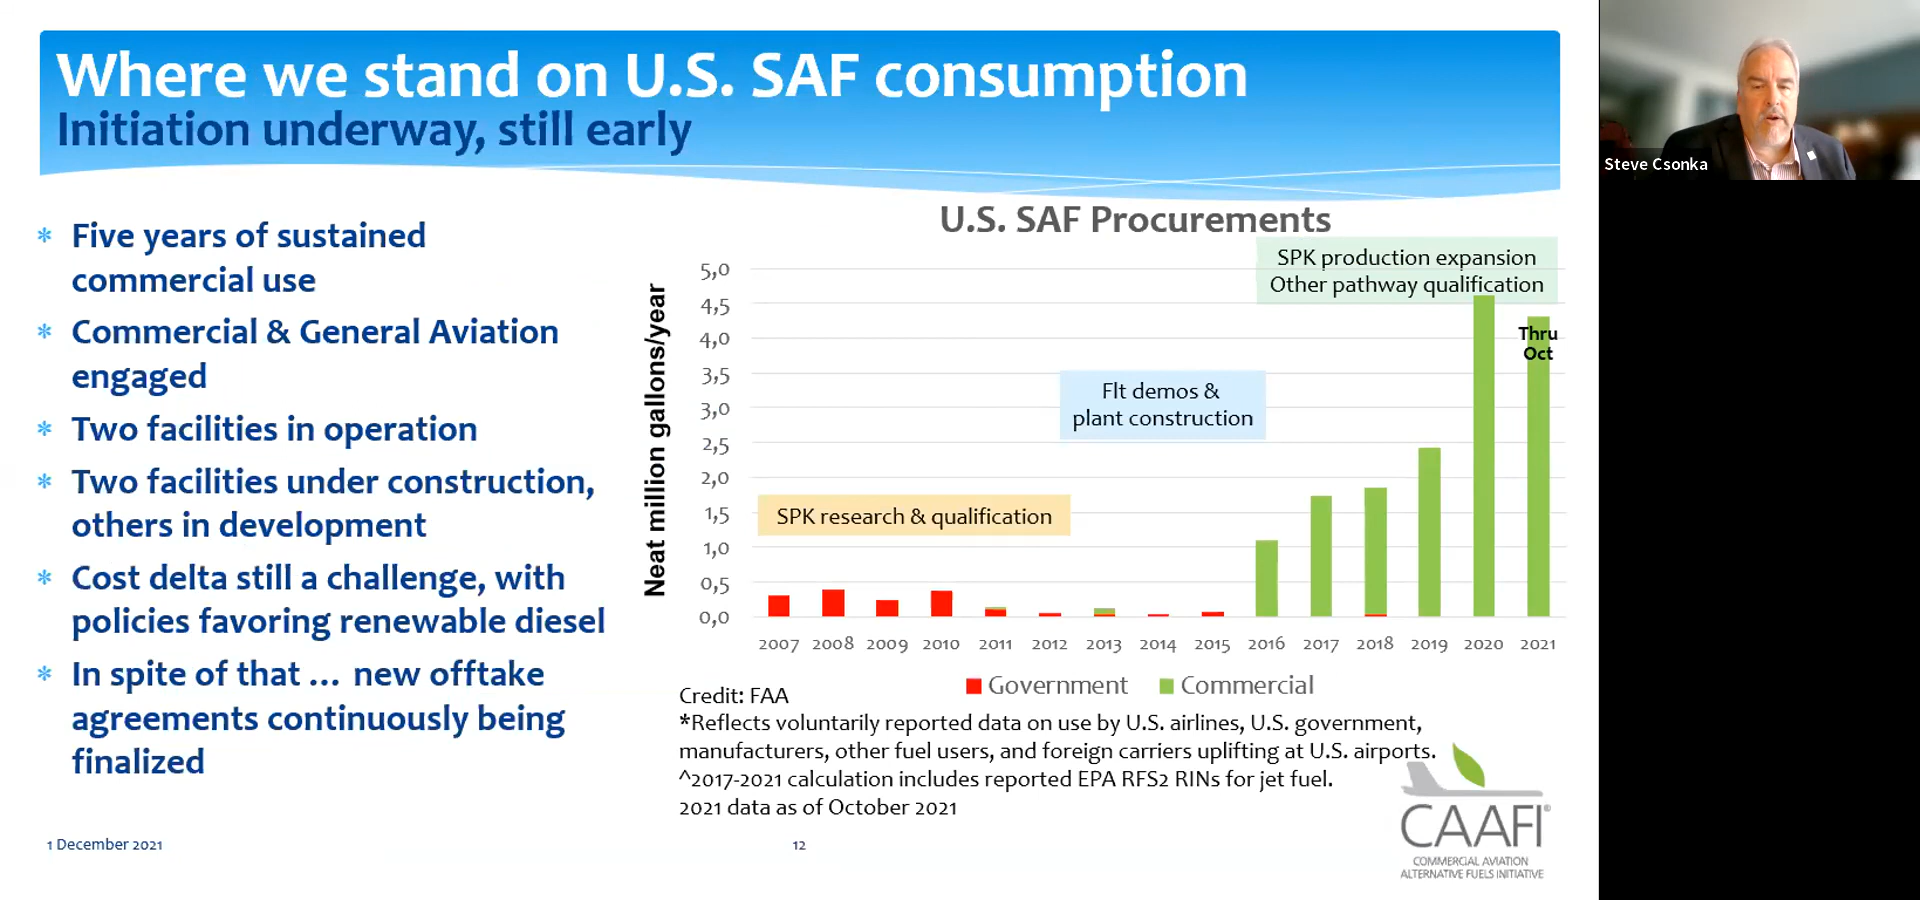 Where we stand on U.S. SAF consumption
Initiation underway, still early
Steve Csonka
* Five years of sustained
commercial use
* Commercial & General Aviation
engaged
* Two facilities in operation
* Two facilities under construction,
others in development
* Cost delta still a challenge, with
policies favoring renewable diesel
* In spite of that … new offtake
agreements continuously being
finalized
U.S. SAF Procurements
SPK production expansion
Other pathway qualification
Thru
Oct
Flt demos &
plant construction
SPK research & qualification
Neat million gallons/year
5,0
4,5
4,0
3,5
3,0
2,5
2,0
1,5
1,0
0,5
0,0
2007 2008 2009 2010 2011 2012 2013 2014 2015 2016 2017 2018 2019 2020 2021
Government Commercial
Credit: FAA
*Reflects voluntarily reported data on use by U.S. airlines, U.S. government,
manufacturers, other fuel users, and foreign carriers uplifting at U.S. airports.
^2017-2021 calculation includes reported EPA RFS2 RINs for jet fuel.
2021 data as of October 2021
CAAFI®
COMMERCIAL AVIATION
ALTERNATIVE FUELS INITIATIVE
1 December 2021
12